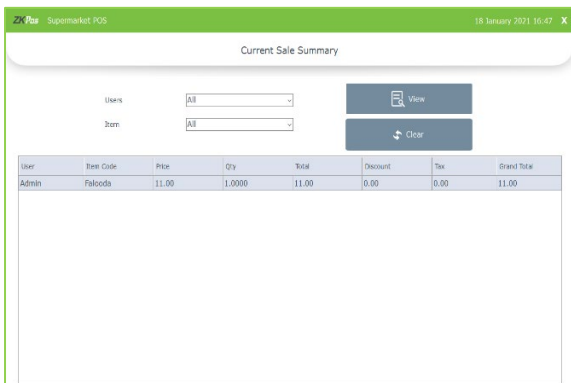 ZKPos Supermarket POS 18 January 2021 16:47 X
Current Sale Summary
Users All View
Item All Clear
User Item Code Price Qty Total Discount Tax Grand Total
Admin Falooda 11.00 1.0000 11.00 0.00 0.00 11.00